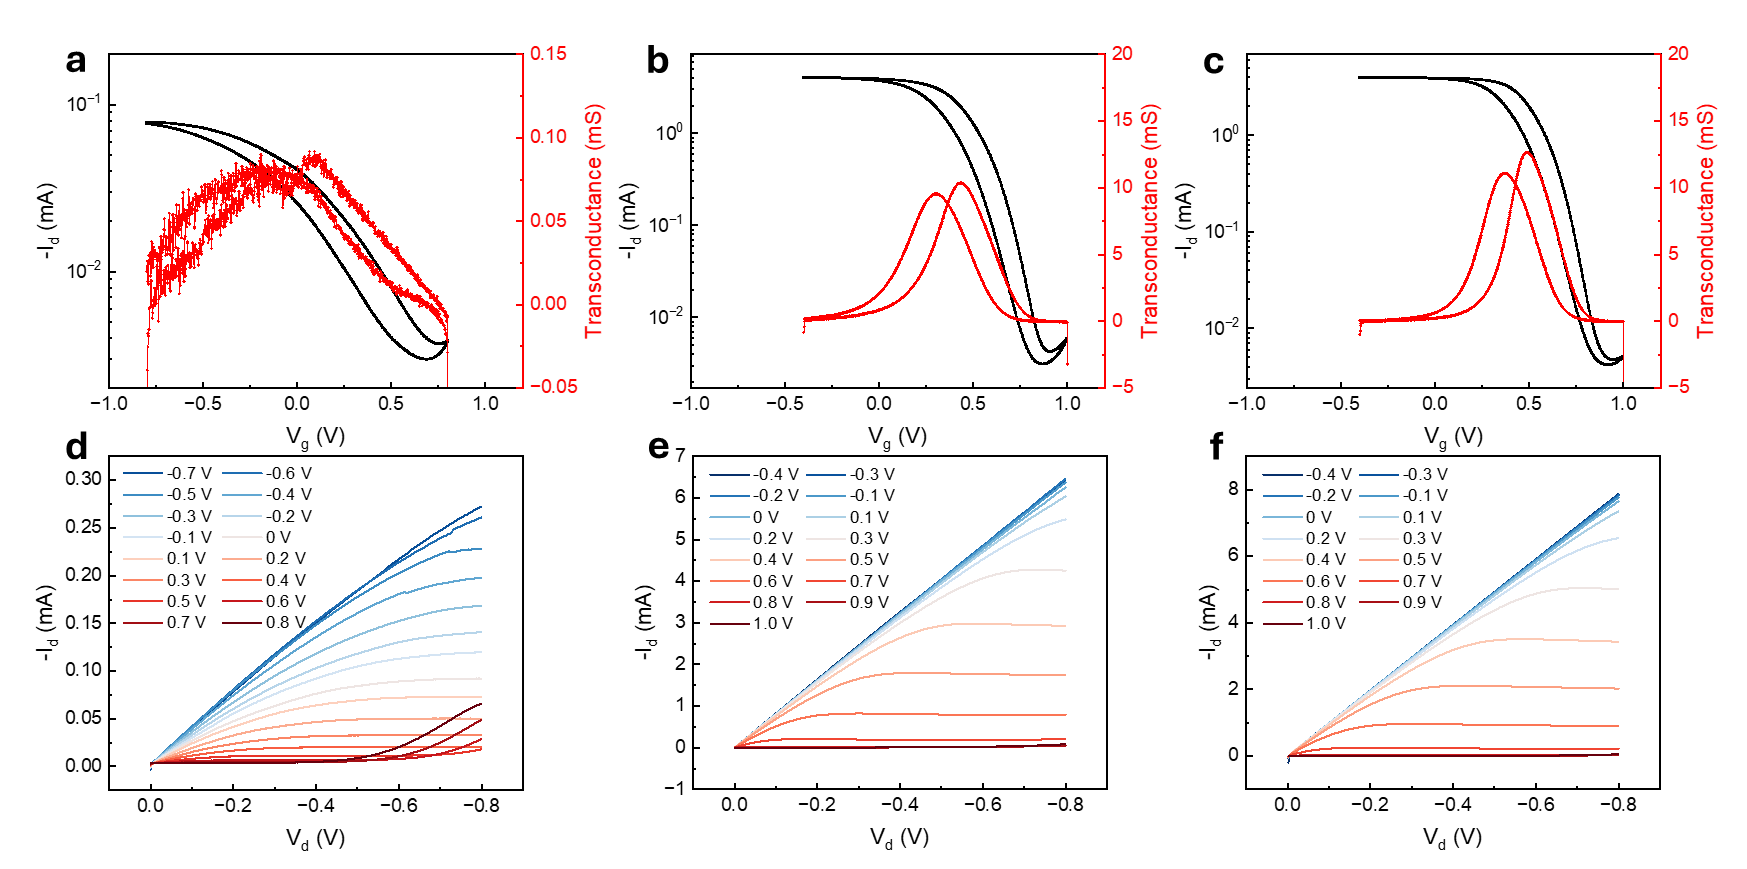 a
b
c
0.15
0.10
0.05
0.00
−0.05
10⁻¹
10⁻²
-I_d (mA)
Transconductance (mS)
−1.0 −0.5 0.0 0.5 1.0
V_g (V)
20
15
10
5
0
−5
10⁰
10⁻¹
10⁻²
-I_d (mA)
Transconductance (mS)
−1.0 −0.5 0.0 0.5 1.0
V_g (V)
20
15
10
5
0
−5
10⁰
10⁻¹
10⁻²
-I_d (mA)
Transconductance (mS)
−1.0 −0.5 0.0 0.5 1.0
V_g (V)
d
0.30
0.25
0.20
0.15
0.10
0.05
0.00
-I_d (mA)
-0.7 V -0.6 V
-0.5 V -0.4 V
-0.3 V -0.2 V
-0.1 V 0 V
0.1 V 0.2 V
0.3 V 0.4 V
0.5 V 0.6 V
0.7 V 0.8 V
0.0 −0.2 −0.4 −0.6 −0.8
V_d (V)
e
7
6
5
4
3
2
1
0
−1
-I_d (mA)
-0.4 V -0.3 V
-0.2 V -0.1 V
0 V 0.1 V
0.2 V 0.3 V
0.4 V 0.5 V
0.6 V 0.7 V
0.8 V 0.9 V
1.0 V
0.0 −0.2 −0.4 −0.6 −0.8
V_d (V)
f
8
6
4
2
0
-I_d (mA)
-0.4 V -0.3 V
-0.2 V -0.1 V
0 V 0.1 V
0.2 V 0.3 V
0.4 V 0.5 V
0.6 V 0.7 V
0.8 V 0.9 V
1.0 V
0.0 −0.2 −0.4 −0.6 −0.8
V_d (V)